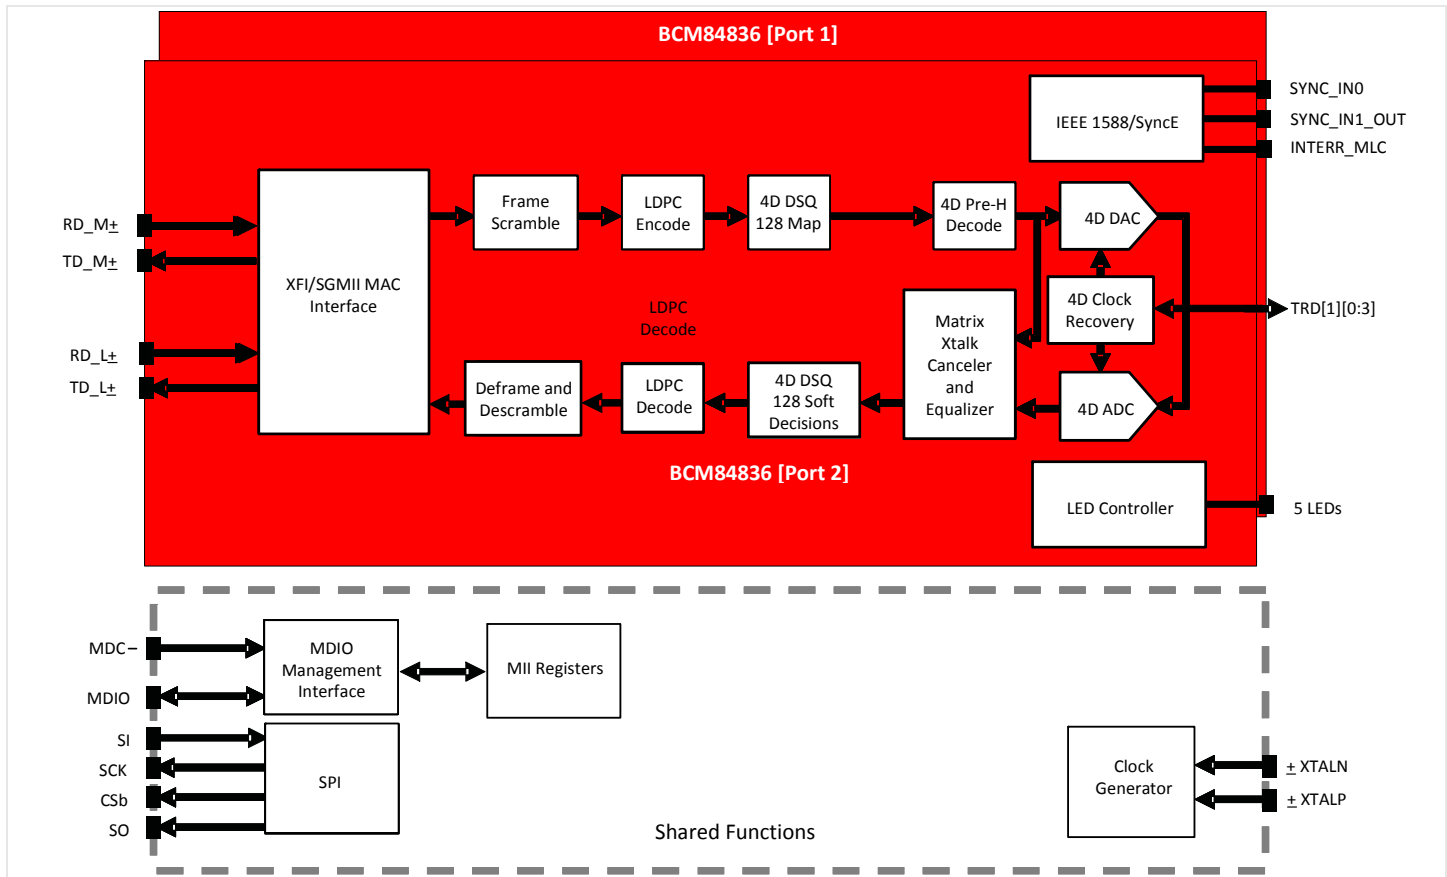 BCM84836 [Port 1]
IEEE 1588/SyncE
SYNC_IN0
SYNC_IN1_OUT
INTERR_MLC
RD_M±
TD_M±
RD_L±
TD_L±
XFI/SGMII MAC
Interface
Frame
Scramble
LDPC
Encode
4D DSQ
128 Map
4D Pre-H
Decode
4D DAC
LDPC
Decode
4D Clock
Recovery
TRD[1][0:3]
Matrix
Xtalk
Canceler
and
Equalizer
Deframe and
Descramble
LDPC
Decode
4D DSQ
128 Soft
Decisions
4D ADC
BCM84836 [Port 2]
LED Controller
5 LEDs
MDC–
MDIO
MDIO
Management
Interface
MII Registers
SI
SCK
CSb
SO
SPI
Clock
Generator
± XTALN
± XTALP
Shared Functions